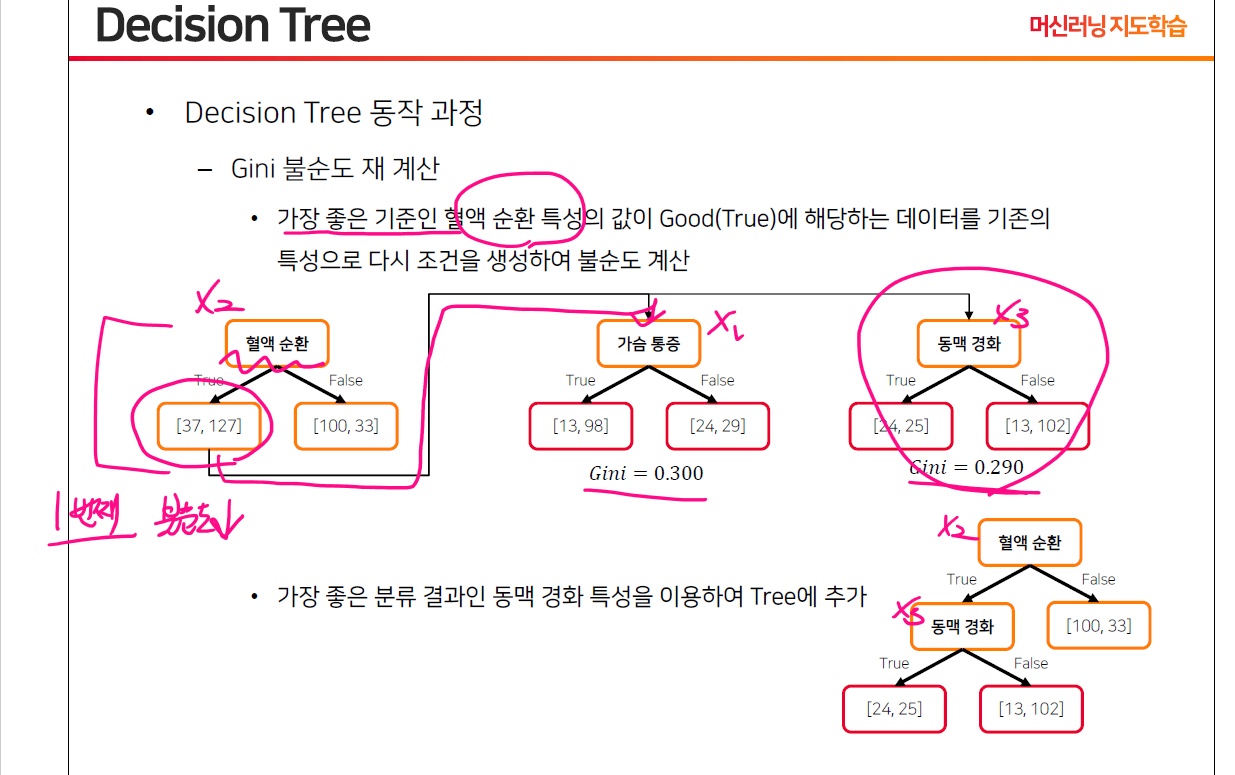 Decision Tree
머신러닝 지도학습
• Decision Tree 동작 과정
– Gini 불순도 재 계산
• 가장 좋은 기준인 혈액 순환 특성의 값이 Good(True)에 해당하는 데이터를 기존의
특성으로 다시 조건을 생성하여 불순도 계산
X2
X1
X3
혈액 순환
가슴 통증
동맥 경화
True
False
True
False
True
False
[37, 127]
[100, 33]
[13, 98]
[24, 29]
[24, 25]
[13, 102]
Gini = 0.300
Gini = 0.290
1번째 불순도↓
X2
혈액 순환
True
False
• 가장 좋은 분류 결과인 동맥 경화 특성을 이용하여 Tree에 추가
X3
동맥 경화
[100, 33]
True
False
[24, 25]
[13, 102]